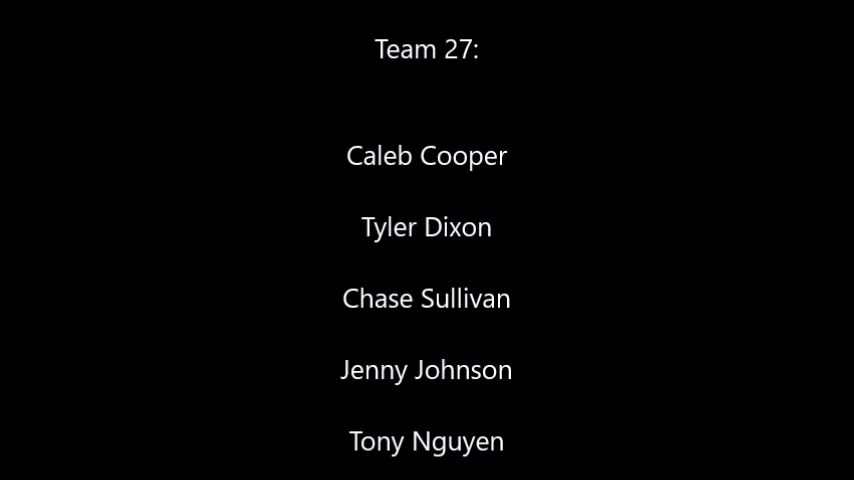 Team 27:
Caleb Cooper
Tyler Dixon
Chase Sullivan
Jenny Johnson
Tony Nguyen